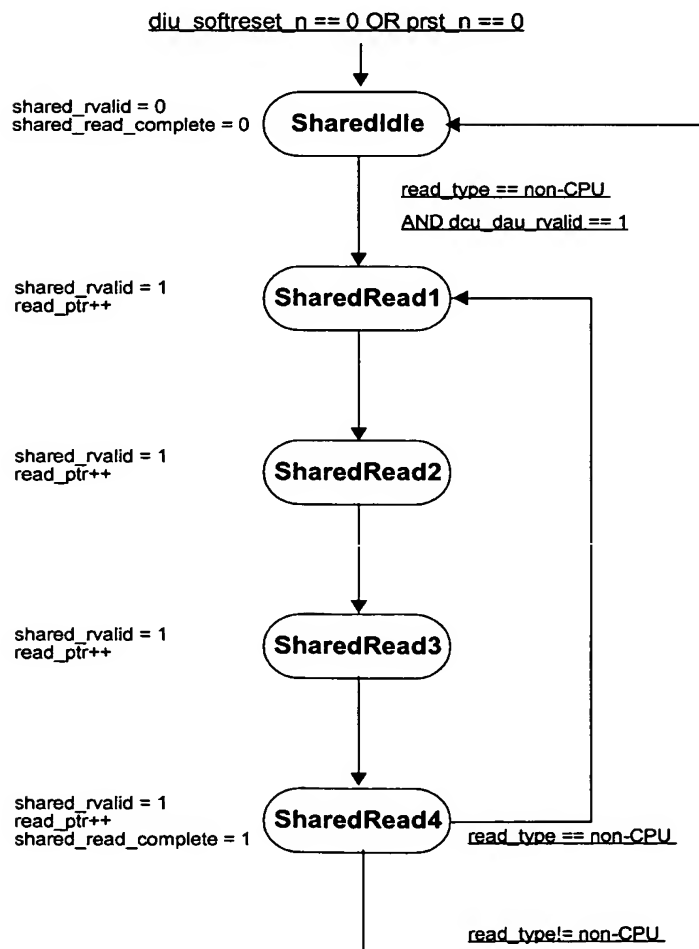 diu_softreset_n == 0 OR prst_n == 0
shared_rvalid = 0
shared_read_complete = 0
SharedIdle
read_type == non-CPU
AND dcu_dau_rvalid == 1
shared_rvalid = 1
read_ptr++
SharedRead1
shared_rvalid = 1
read_ptr++
SharedRead2
shared_rvalid = 1
read_ptr++
SharedRead3
shared_rvalid = 1
read_ptr++
shared_read_complete = 1
SharedRead4
read_type == non-CPU
read_type!= non-CPU